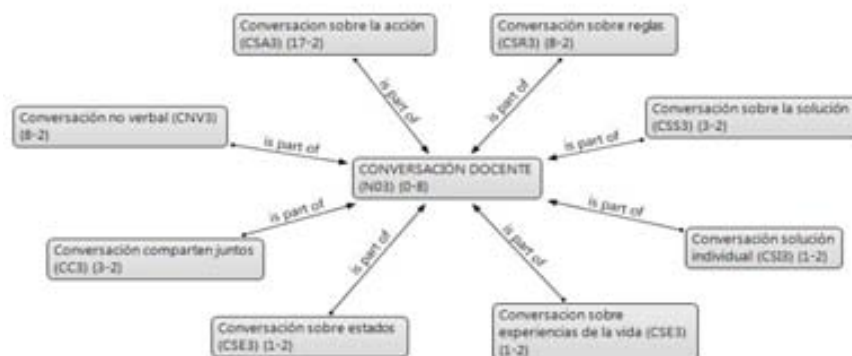 Conversacion sobre la acción
(CSA3) (17-2)
Conversación sobre reglas
(CSR3) (8-2)
is part of
is part of
Conversación no verbal (CNV3)
(8-2)
is part of
Conversación sobre la solución
(CSS3) (3-2)
is part of
CONVERSACIÓN DOCENTE
(N03) (0-8)
is part of
is part of
Conversación comparten juntos
(CC3) (3-2)
Conversación solución
individual (CSI3) (1-2)
is part of
is part of
Conversación sobre estados
(CSE3) (1-2)
Conversacion sobre
experiencias de la vida (CSE3)
(1-2)